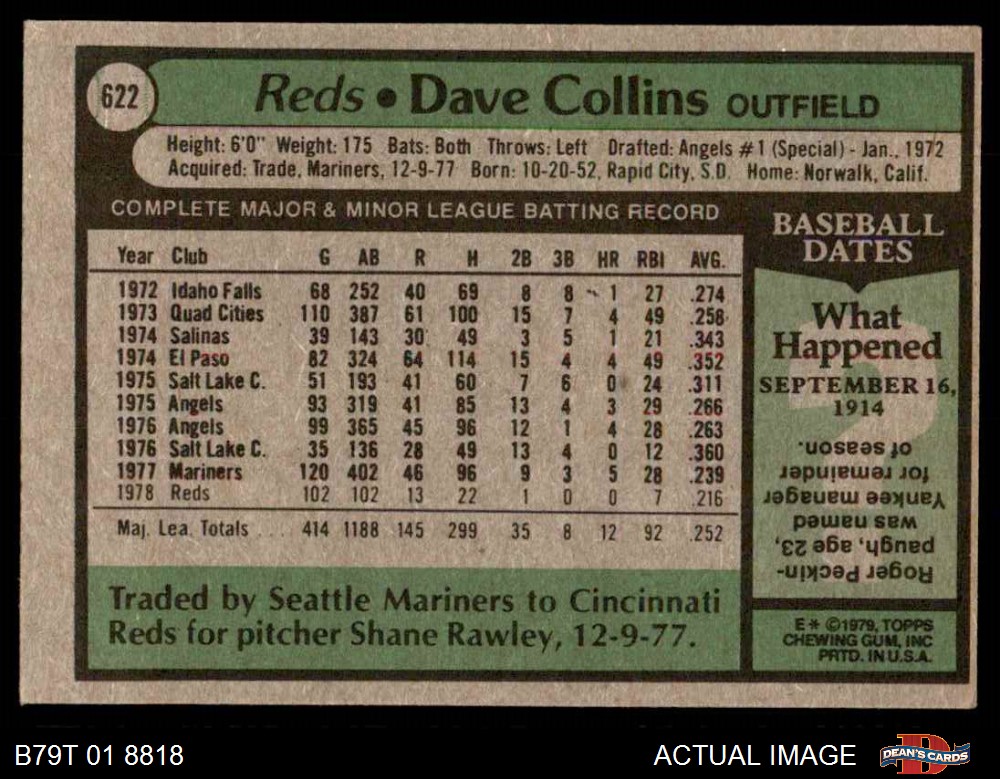 622
Reds • Dave Collins OUTFIELD
Height: 6'0" Weight: 175 Bats: Both Throws: Left Drafted: Angels #1 (Special) - Jan., 1972
Acquired: Trade, Mariners, 12-9-77 Born: 10-20-52, Rapid City, S.D. Home: Norwalk, Calif.
COMPLETE MAJOR & MINOR LEAGUE BATTING RECORD
Year Club G AB R H 2B 3B HR RBI AVG.
1972 Idaho Falls 68 252 40 69 8 8 1 27 .274
1973 Quad Cities 110 387 61 100 15 7 4 49 .258
1974 Salinas 39 143 30 49 3 5 1 21 .343
1974 El Paso 82 324 64 114 15 4 4 49 .352
1975 Salt Lake C. 51 193 41 60 7 6 0 24 .311
1975 Angels 93 319 41 85 13 4 3 29 .266
1976 Angels 99 365 45 96 12 1 4 28 .263
1976 Salt Lake C. 35 136 28 49 13 4 0 12 .360
1977 Mariners 120 402 46 96 9 3 5 28 .239
1978 Reds 102 102 13 22 1 0 0 7 .216
Maj. Lea. Totals .... 414 1188 145 299 35 8 12 92 .252
Traded by Seattle Mariners to Cincinnati
Reds for pitcher Shane Rawley, 12-9-77.
BASEBALL
DATES
What
Happened
SEPTEMBER 16,
1914
Roger Peckin-
paugh, age 23,
was named
Yankee manager
for remainder
of season.
E* ©1979, TOPPS
CHEWING GUM, INC
PRTD. IN U.S.A.
B79T 01 8818
ACTUAL IMAGE
DEAN'S CARDS